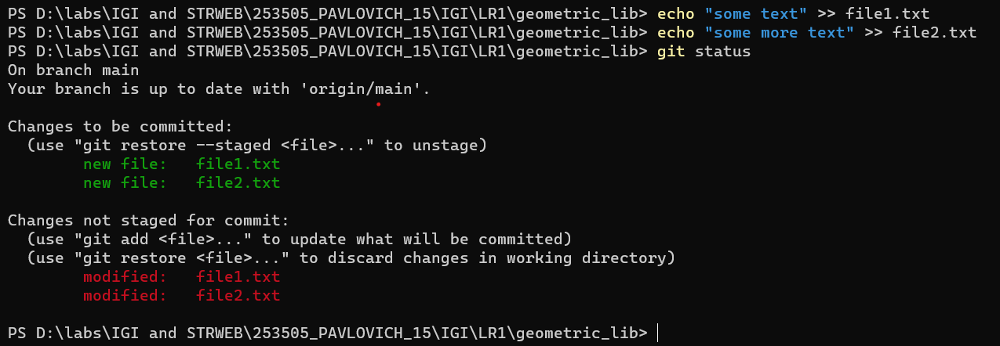 PS D:\labs\IGI and STRWEB\253505_PAVLOVICH_15\IGI\LR1\geometric_lib> echo "some text" >> file1.txt
PS D:\labs\IGI and STRWEB\253505_PAVLOVICH_15\IGI\LR1\geometric_lib> echo "some more text" >> file2.txt
PS D:\labs\IGI and STRWEB\253505_PAVLOVICH_15\IGI\LR1\geometric_lib> git status
On branch main
Your branch is up to date with 'origin/main'.

Changes to be committed:
  (use "git restore --staged <file>..." to unstage)
        new file:   file1.txt
        new file:   file2.txt

Changes not staged for commit:
  (use "git add <file>..." to update what will be committed)
  (use "git restore <file>..." to discard changes in working directory)
        modified:   file1.txt
        modified:   file2.txt

PS D:\labs\IGI and STRWEB\253505_PAVLOVICH_15\IGI\LR1\geometric_lib>